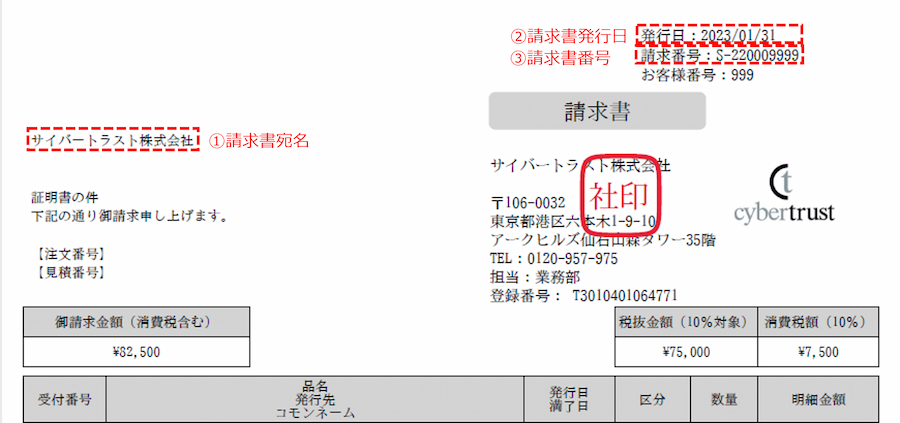 ②請求書発行日 発行日：2023/01/31
③請求書番号 請求番号：S-220009999
お客様番号：999
請求書
サイバートラスト株式会社 ①請求書宛名
サイバートラスト株式会社
社印
cybertrust
証明書の件
下記の通り御請求申し上げます。
〒106-0032
東京都港区六本木1-9-10
アークヒルズ仙石山森タワー35階
TEL：0120-957-975
担当：業務部
登録番号： T3010401064771
【注文番号】
【見積番号】
御請求金額（消費税含む） 税抜金額（10％対象） 消費税額（10％）
¥82,500 ¥75,000 ¥7,500
受付番号
品名
発行先
コモンネーム
発行日
満了日
区分 数量 明細金額